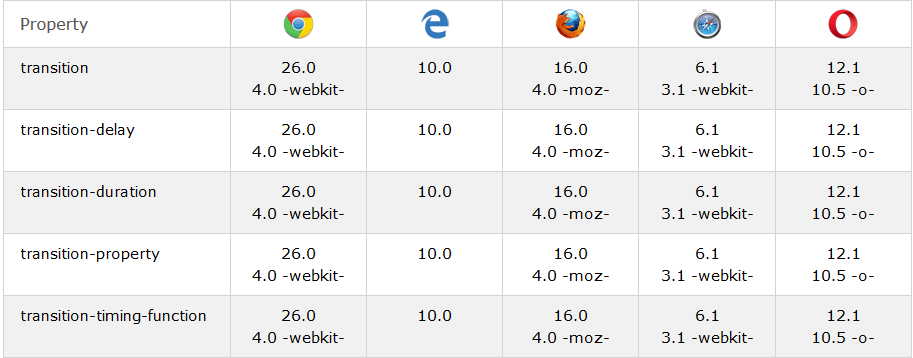 Property
transition 26.0 10.0 16.0 6.1 12.1
4.0 -webkit- 4.0 -moz- 3.1 -webkit- 10.5 -o-
transition-delay 26.0 10.0 16.0 6.1 12.1
4.0 -webkit- 4.0 -moz- 3.1 -webkit- 10.5 -o-
transition-duration 26.0 10.0 16.0 6.1 12.1
4.0 -webkit- 4.0 -moz- 3.1 -webkit- 10.5 -o-
transition-property 26.0 10.0 16.0 6.1 12.1
4.0 -webkit- 4.0 -moz- 3.1 -webkit- 10.5 -o-
transition-timing-function 26.0 10.0 16.0 6.1 12.1
4.0 -webkit- 4.0 -moz- 3.1 -webkit- 10.5 -o-